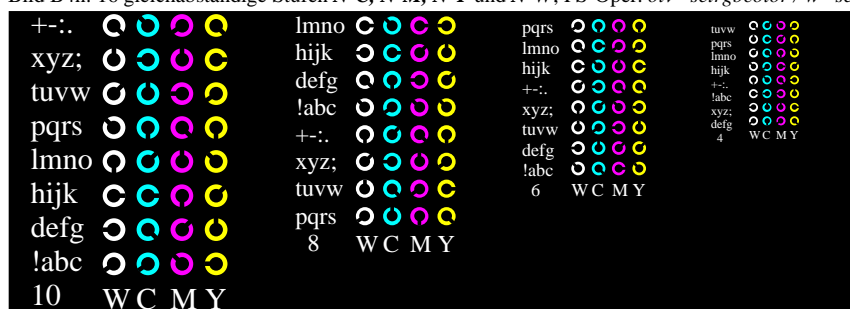 +-:.
xyz;
tuvw
pqrs
lmno
hijk
defg
!abc
10 W C M Y
lmno
hijk
defg
!abc
+-:.
xyz;
tuvw
pqrs
8 W C M Y
pqrs
lmno
hijk
+-:.
xyz;
tuvw
defg
!abc
6 W C M Y
tuvw
pqrs
lmno
hijk
+-:.
!abc
xyz;
defg
4 W C M Y